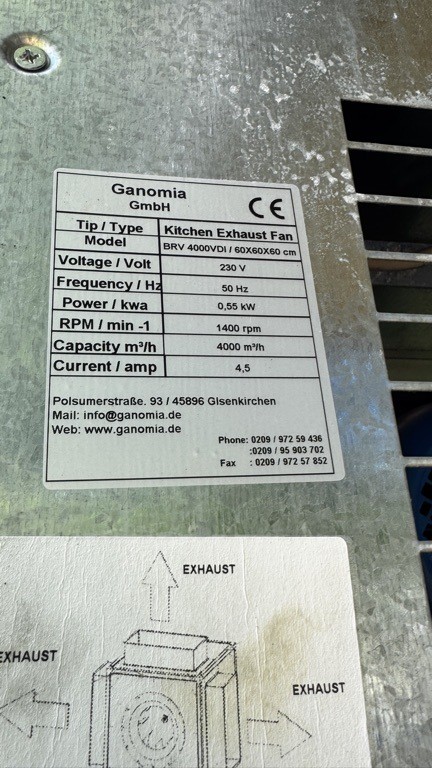 Ganomia
GmbH
CE
Tip / Type Kitchen Exhaust Fan
Model BRV 4000VDI / 60X60X60 cm
Voltage / Volt 230 V
Frequency / Hz 50 Hz
Power / kwa 0,55 kW
RPM / min -1 1400 rpm
Capacity m³/h 4000 m³/h
Current / amp 4,5
Polsumerstraße. 93 / 45896 Glsenkirchen
Mail: info@ganomia.de
Web: www.ganomia.de
Phone: 0209 / 972 59 436
:0209 / 95 903 702
Fax : 0209 / 972 57 852
EXHAUST
EXHAUST
EXHAUST